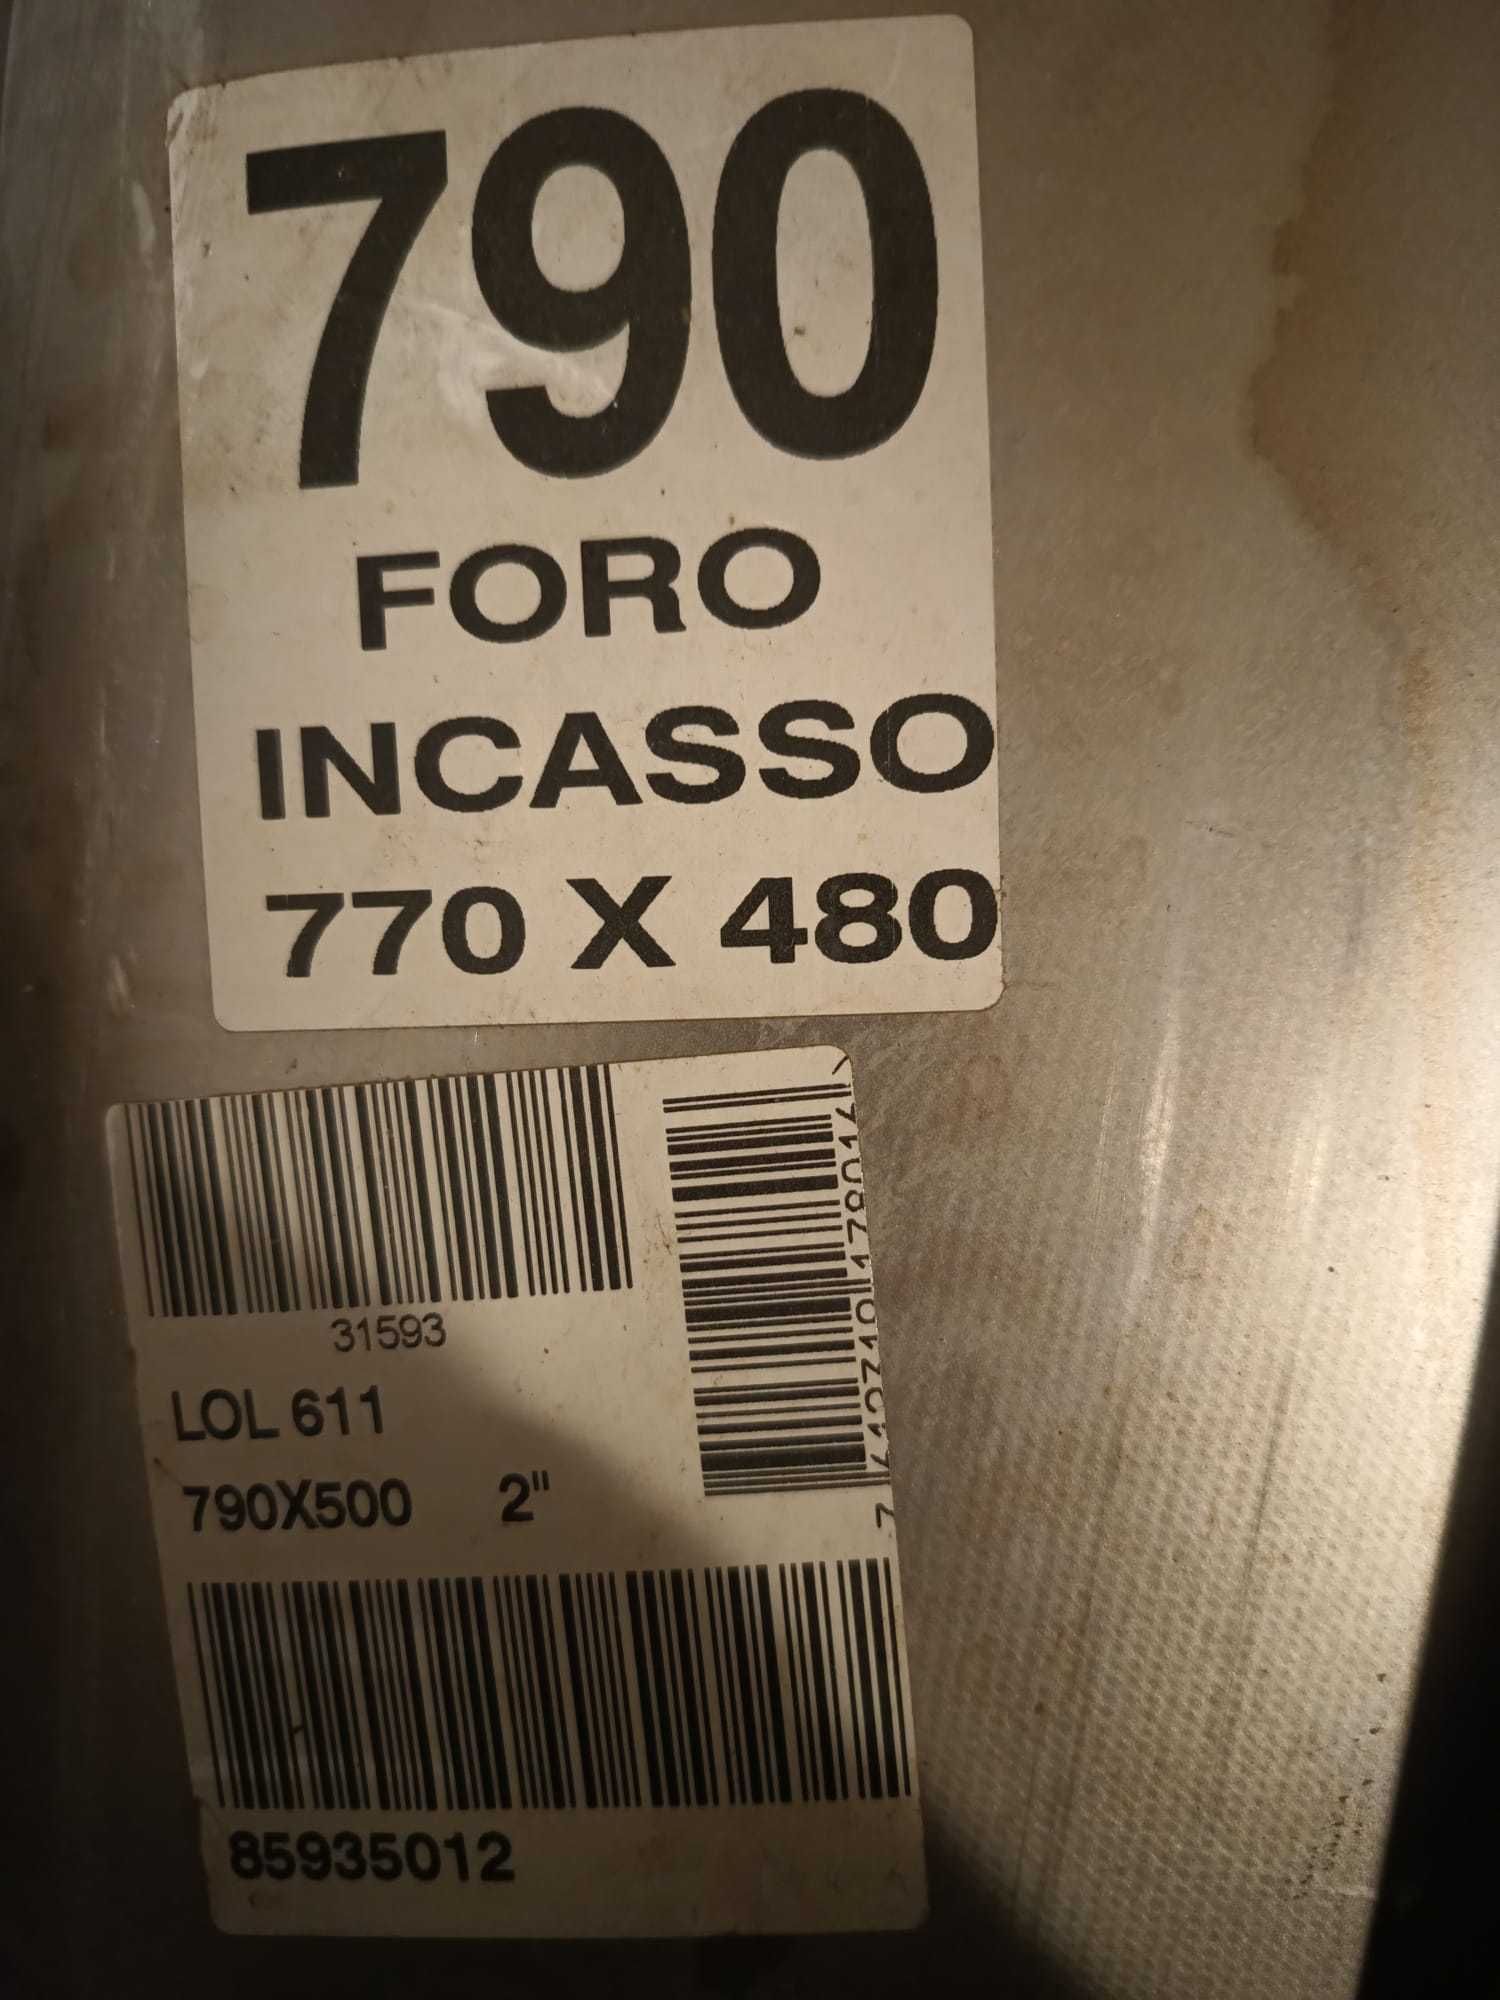 790
FORO
INCASSO
770 X 480
31593
LOL 611
790X500 2"
85935012